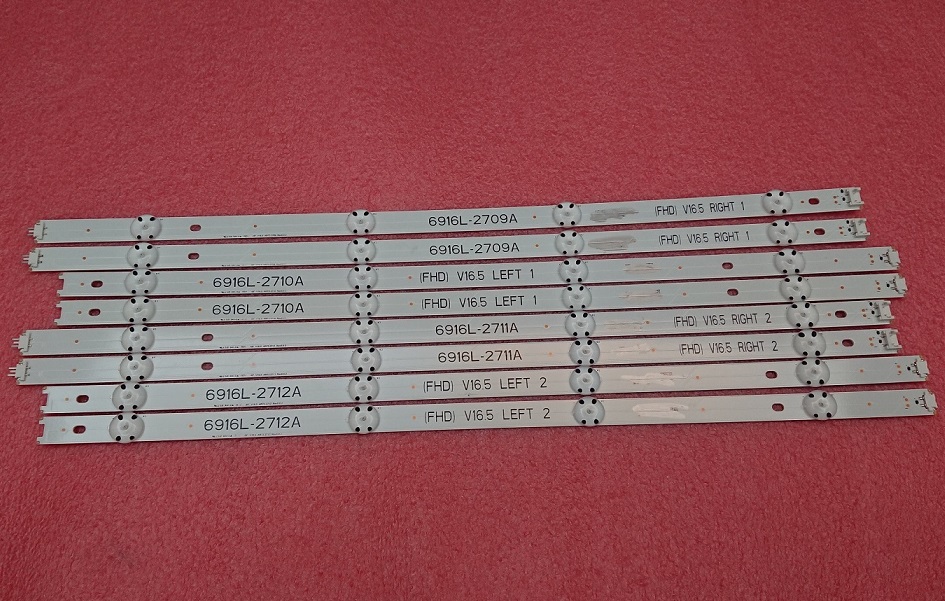 6916L-2709A (FHD) V16.5 RIGHT 1
6916L-2709A (FHD) V16.5 RIGHT 1
6916L-2710A (FHD) V16.5 LEFT 1
6916L-2710A (FHD) V16.5 LEFT 1
6916L-2711A (FHD) V16.5 RIGHT 2
6916L-2711A (FHD) V16.5 RIGHT 2
6916L-2712A (FHD) V16.5 LEFT 2
6916L-2712A (FHD) V16.5 LEFT 2